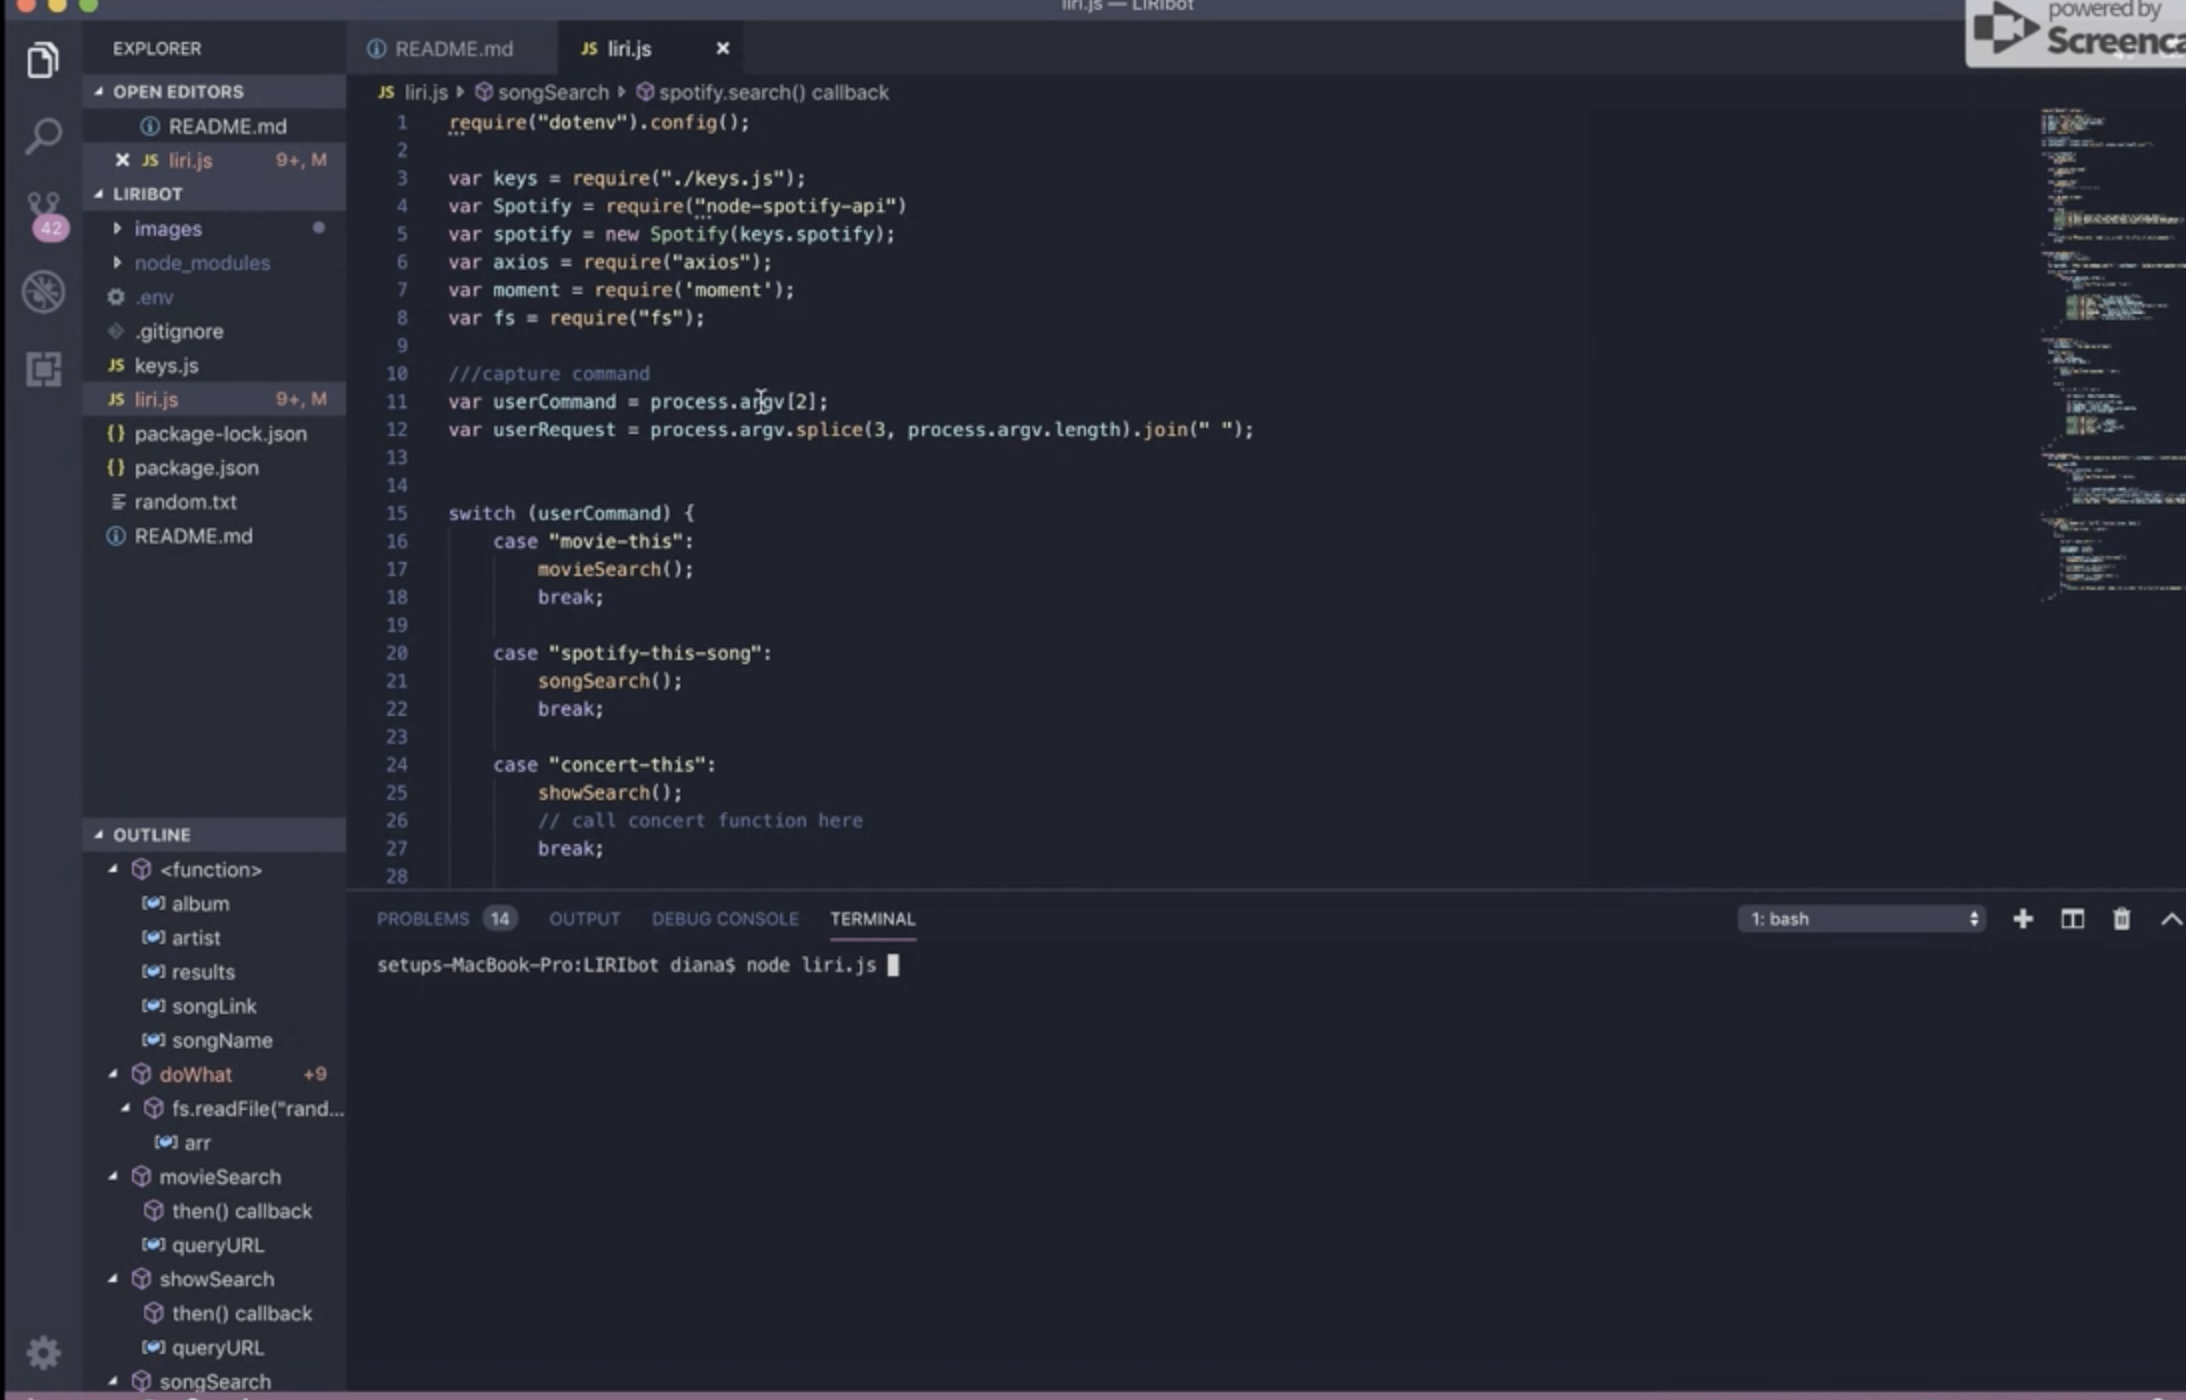 liri.js — LIRIbot
powered by
EXPLORER
README.md
JS liri.js
OPEN EDITORS
README.md
JS liri.js 9+, M
LIRIBOT
images
node_modules
.env
.gitignore
JS keys.js
JS liri.js 9+, M
{} package-lock.json
{} package.json
random.txt
README.md
42
OUTLINE
<function>
album
artist
results
songLink
songName
doWhat +9
fs.readFile("rand...
arr
movieSearch
then() callback
queryURL
showSearch
then() callback
queryURL
songSearch
JS liri.js songSearch spotify.search() callback
1 require("dotenv").config();
2
3 var keys = require("./keys.js");
4 var Spotify = require("node-spotify-api")
5 var spotify = new Spotify(keys.spotify);
6 var axios = require("axios");
7 var moment = require('moment');
8 var fs = require("fs");
9
10 ///capture command
11 var userCommand = process.argv[2];
12 var userRequest = process.argv.splice(3, process.argv.length).join(" ");
13
14
15 switch (userCommand) {
16 case "movie-this":
17 movieSearch();
18 break;
19
20 case "spotify-this-song":
21 songSearch();
22 break;
23
24 case "concert-this":
25 showSearch();
26 // call concert function here
27 break;
28
PROBLEMS 14 OUTPUT DEBUG CONSOLE TERMINAL 1: bash
setups-MacBook-Pro:LIRIbot diana$ node liri.js